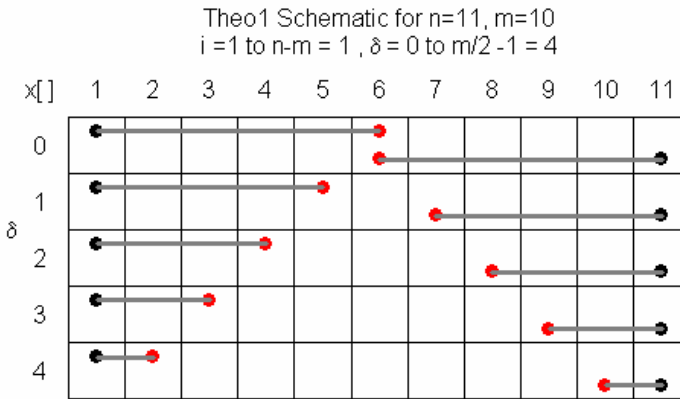 Theo1 Schematic for n=11, m=10
i =1 to n-m = 1 , δ = 0 to m/2 -1 = 4
x[ ] 1 2 3 4 5 6 7 8 9 10 11
0
1
δ
2
3
4